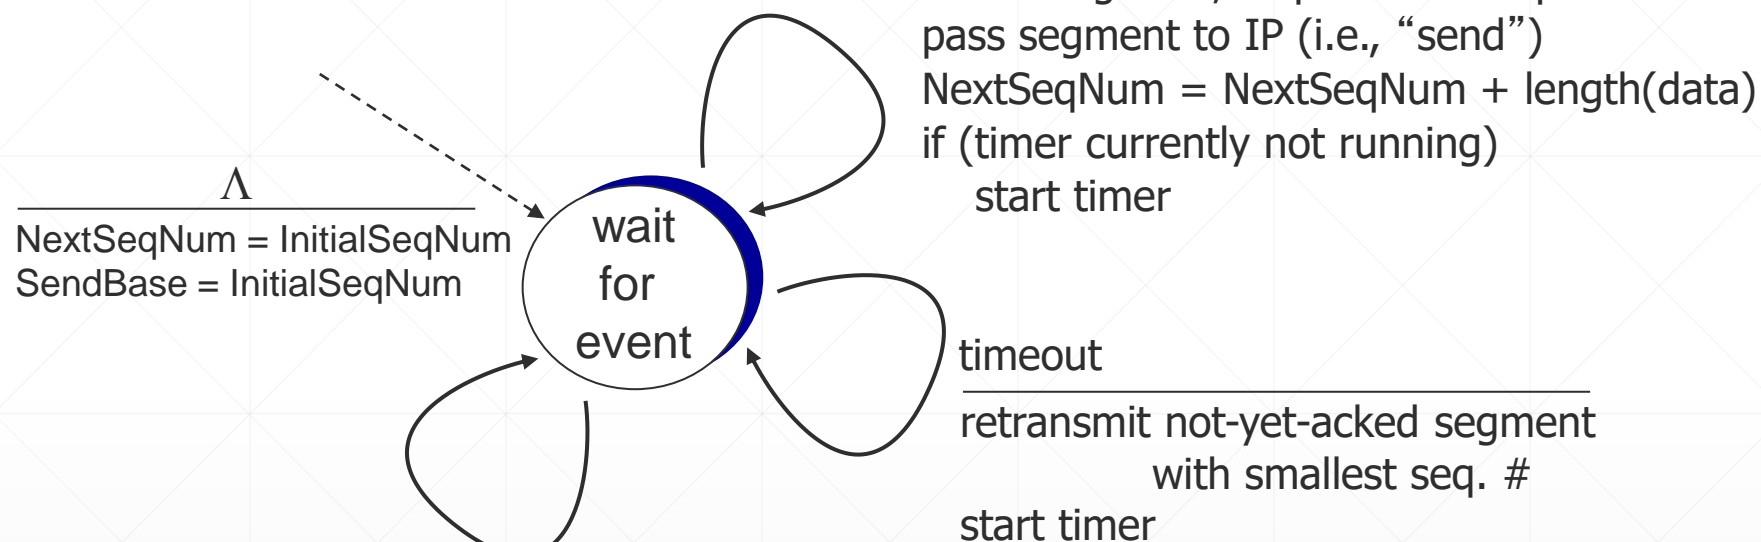 pass segment to IP (i.e., “send”)
NextSeqNum = NextSeqNum + length(data)
if (timer currently not running)
start timer
Λ
NextSeqNum = InitialSeqNum
SendBase = InitialSeqNum
wait
for
event
timeout
retransmit not-yet-acked segment
with smallest seq. #
start timer